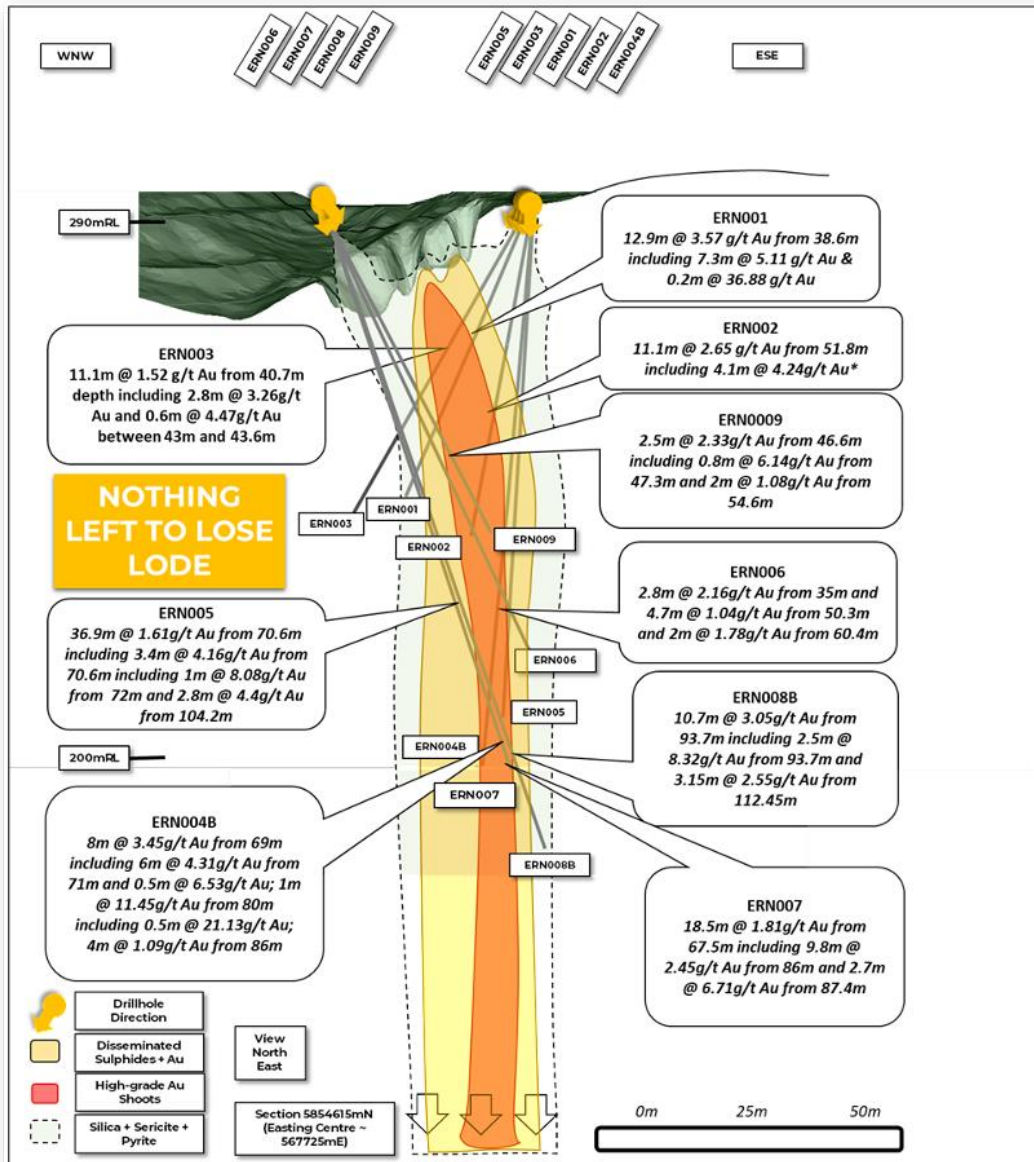 WNW
ERN006
ERN007
ERN008
ERN009
ERN005
ERN003
ERN001
ERN002
ERN004B
ESE
290mRL
ERN001
12.9m @ 3.57 g/t Au from 38.6m
including 7.3m @ 5.11 g/t Au &
0.2m @ 36.88 g/t Au
ERN002
11.1m @ 2.65 g/t Au from 51.8m
including 4.1m @ 4.24g/t Au*
ERN003
11.1m @ 1.52 g/t Au from 40.7m
depth including 2.8m @ 3.26g/t
Au and 0.6m @ 4.47g/t Au
between 43m and 43.6m
ERN0009
2.5m @ 2.33g/t Au from 46.6m
including 0.8m @ 6.14g/t Au from
47.3m and 2m @ 1.08g/t Au from
54.6m
NOTHING
LEFT TO LOSE
LODE
ERN003
ERN001
ERN002
ERN009
ERN006
2.8m @ 2.16g/t Au from 35m and
4.7m @ 1.04g/t Au from 50.3m
and 2m @ 1.78g/t Au from 60.4m
ERN005
36.9m @ 1.61g/t Au from 70.6m
including 3.4m @ 4.16g/t Au from
70.6m including 1m @ 8.08g/t Au
from 72m and 2.8m @ 4.4g/t Au
from 104.2m
ERN006
ERN005
ERN004B
ERN007
ERN008B
200mRL
ERN008B
10.7m @ 3.05g/t Au from
93.7m including 2.5m @
8.32g/t Au from 93.7m and
3.15m @ 2.55g/t Au from
112.45m
ERN004B
8m @ 3.45g/t Au from 69m
including 6m @ 4.31g/t Au from
71m and 0.5m @ 6.53g/t Au; 1m
@ 11.45g/t Au from 80m
including 0.5m @ 21.13g/t Au;
4m @ 1.09g/t Au from 86m
ERN007
18.5m @ 1.81g/t Au from
67.5m including 9.8m @
2.45g/t Au from 86m and 2.7m
@ 6.71g/t Au from 87.4m
Drillhole
Direction
Disseminated
Sulphides + Au
High-grade Au
Shoots
Silica + Sericite +
Pyrite
View
North
East
Section 5854615mN
(Easting Centre ~
567725mE)
0m
25m
50m